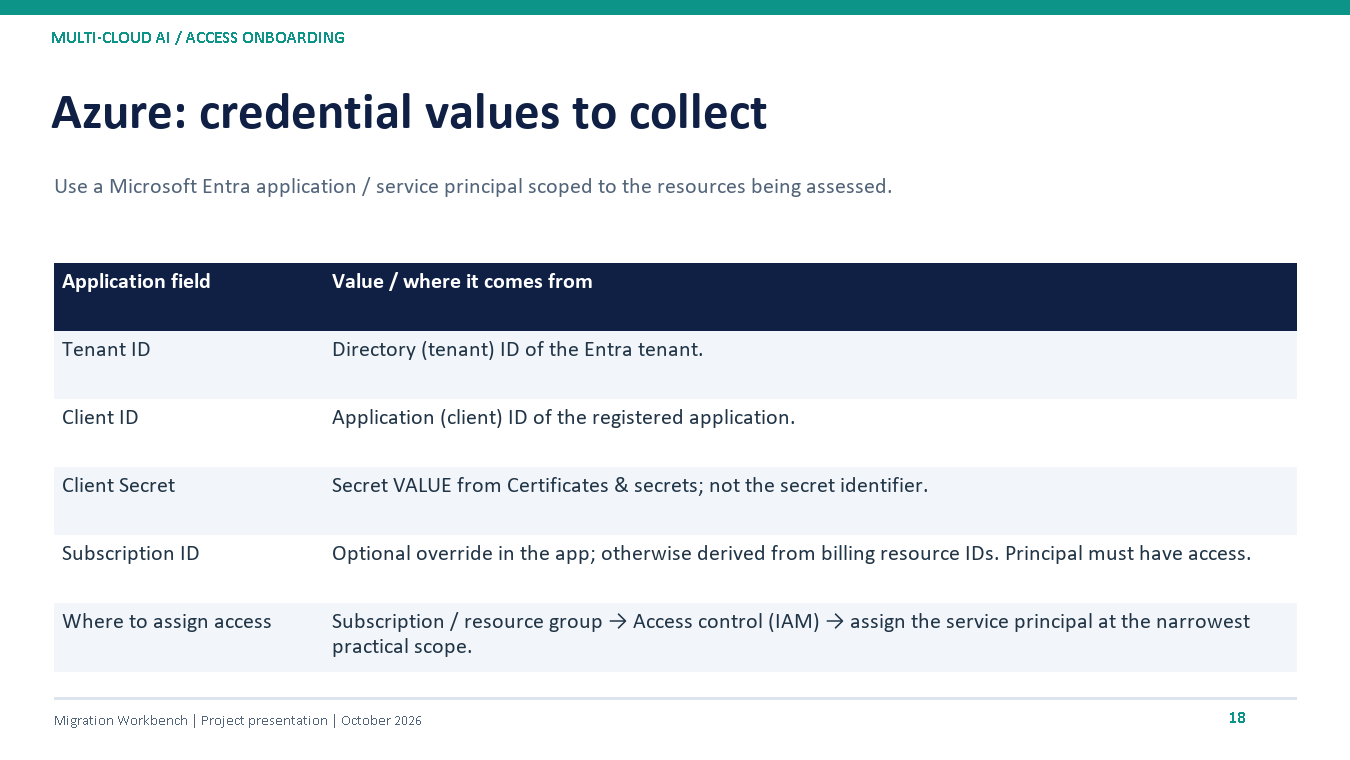 MULTI-CLOUD AI / ACCESS ONBOARDING
Azure: credential values to collect
Use a Microsoft Entra application / service principal scoped to the resources being assessed.
Application field Value / where it comes from
Tenant ID Directory (tenant) ID of the Entra tenant.
Client ID Application (client) ID of the registered application.
Client Secret Secret VALUE from Certificates & secrets; not the secret identifier.
Subscription ID Optional override in the app; otherwise derived from billing resource IDs. Principal must have access.
Where to assign access Subscription / resource group → Access control (IAM) → assign the service principal at the narrowest
practical scope.
Migration Workbench | Project presentation | October 2026 18